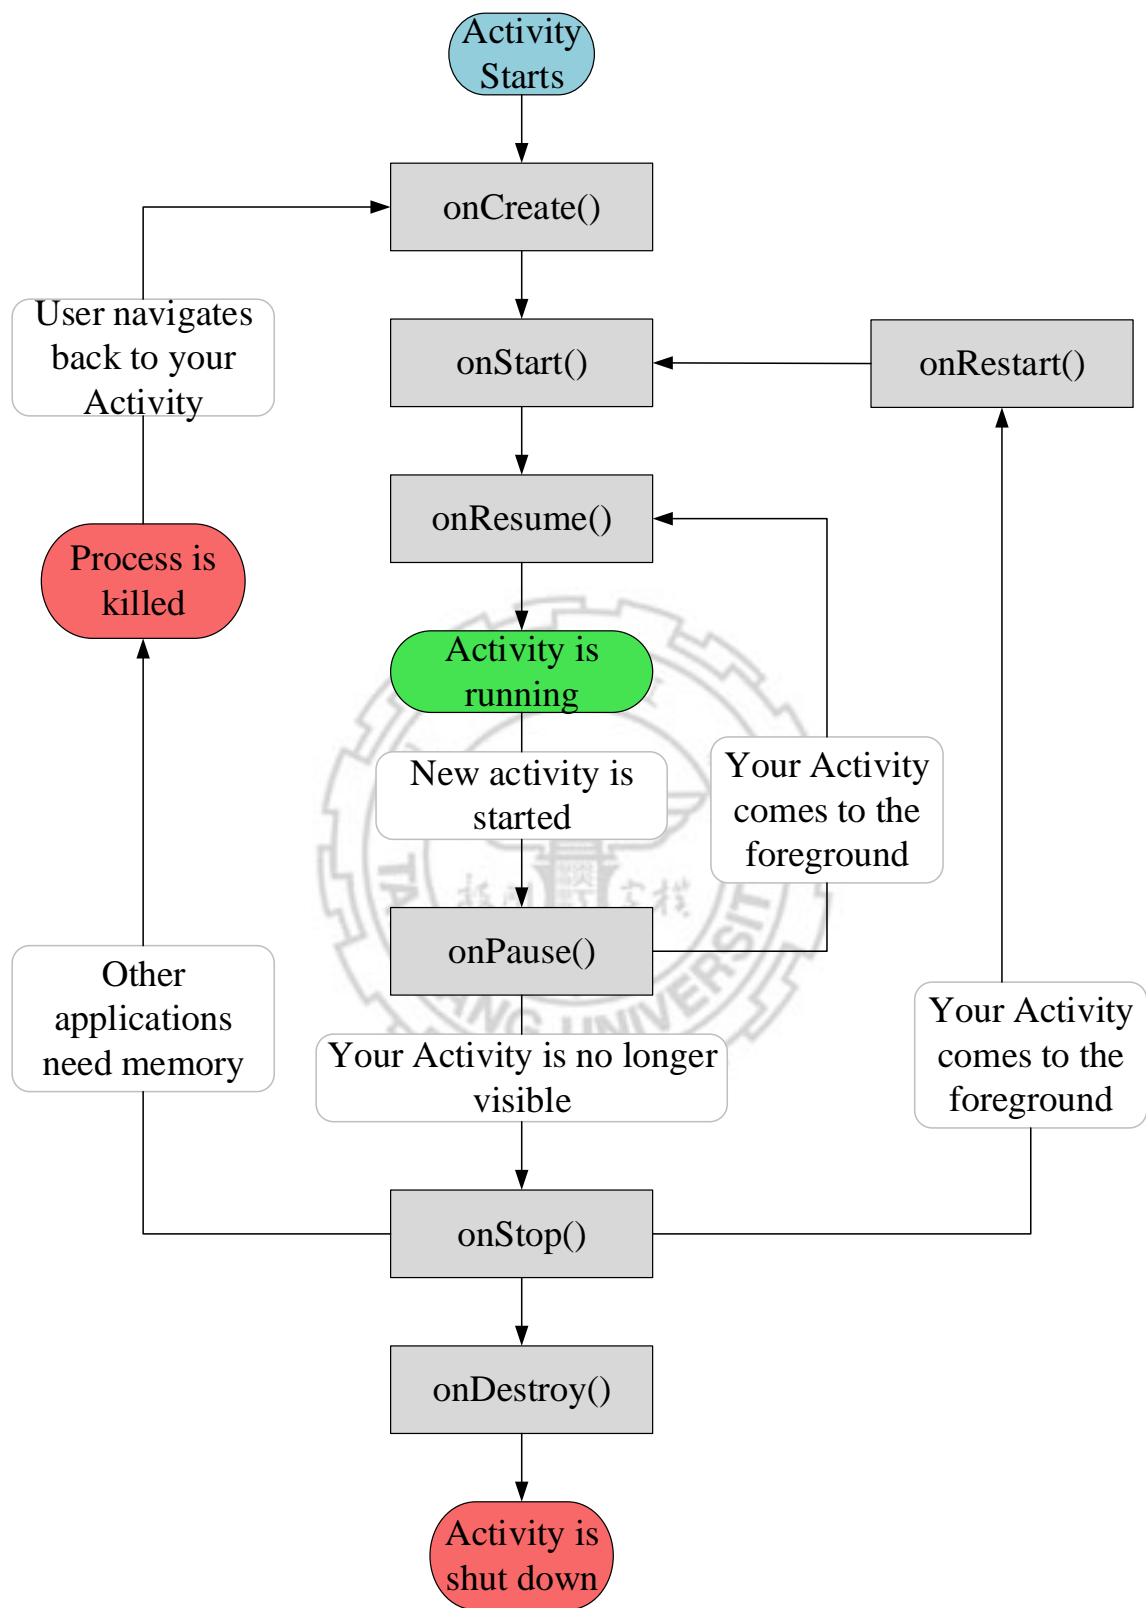 Activity
Starts
onCreate()
User navigates
back to your
Activity
onStart()
onRestart()
onResume()
Process is
killed
Activity is
running
New activity is
started
Your Activity
comes to the
foreground
onPause()
Other
applications
need memory
Your Activity is no longer
visible
Your Activity
comes to the
foreground
onStop()
onDestroy()
Activity is
shut down